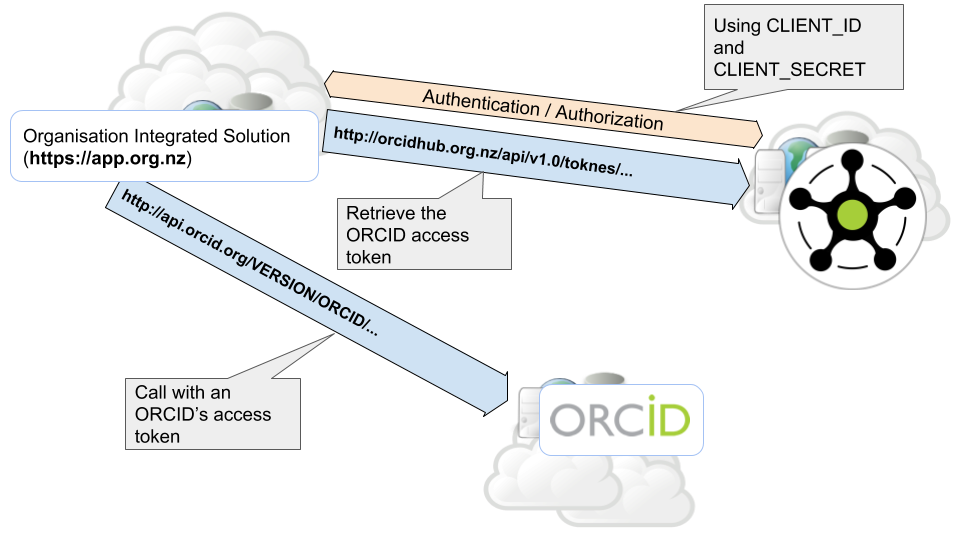 Using CLIENT_ID
and
CLIENT_SECRET
Authentication / Authorization
Organisation Integrated Solution
(https://app.org.nz)
http://orcidhub.org.nz/api/v1.0/toknes/...
Retrieve the
ORCID access
token
http://api.orcid.org/VERSION/ORCID/...
Call with an
ORCID's access
token
ORCiD